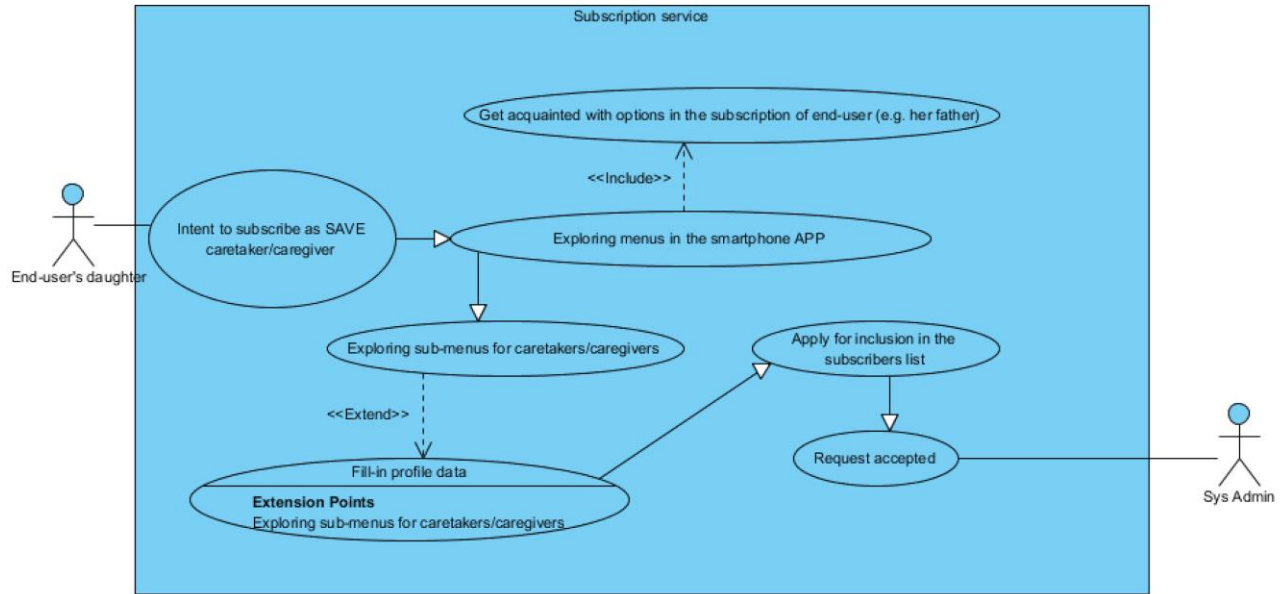 Subscription service
Get acquainted with options in the subscription of end-user (e.g. her father)
<<Include>>
Intent to subscribe as SAVE
caretaker/caregiver
Exploring menus in the smartphone APP
End-user's daughter
Exploring sub-menus for caretakers/caregivers
Apply for inclusion in the
subscribers list
<<Extend>>
Request accepted
Fill-in profile data
Extension Points
Exploring sub-menus for caretakers/caregivers
Sys Admin